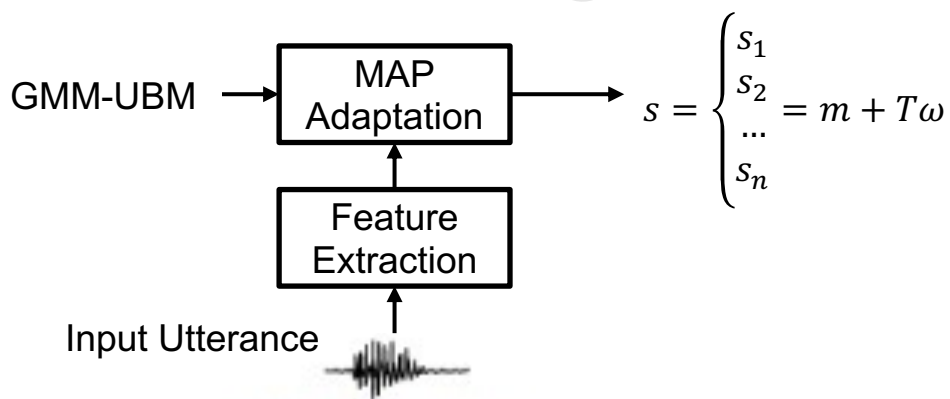 GMM-UBM
MAP
Adaptation
s = { s₁ s₂ ... sₙ = m + Tω
Feature
Extraction
Input Utterance